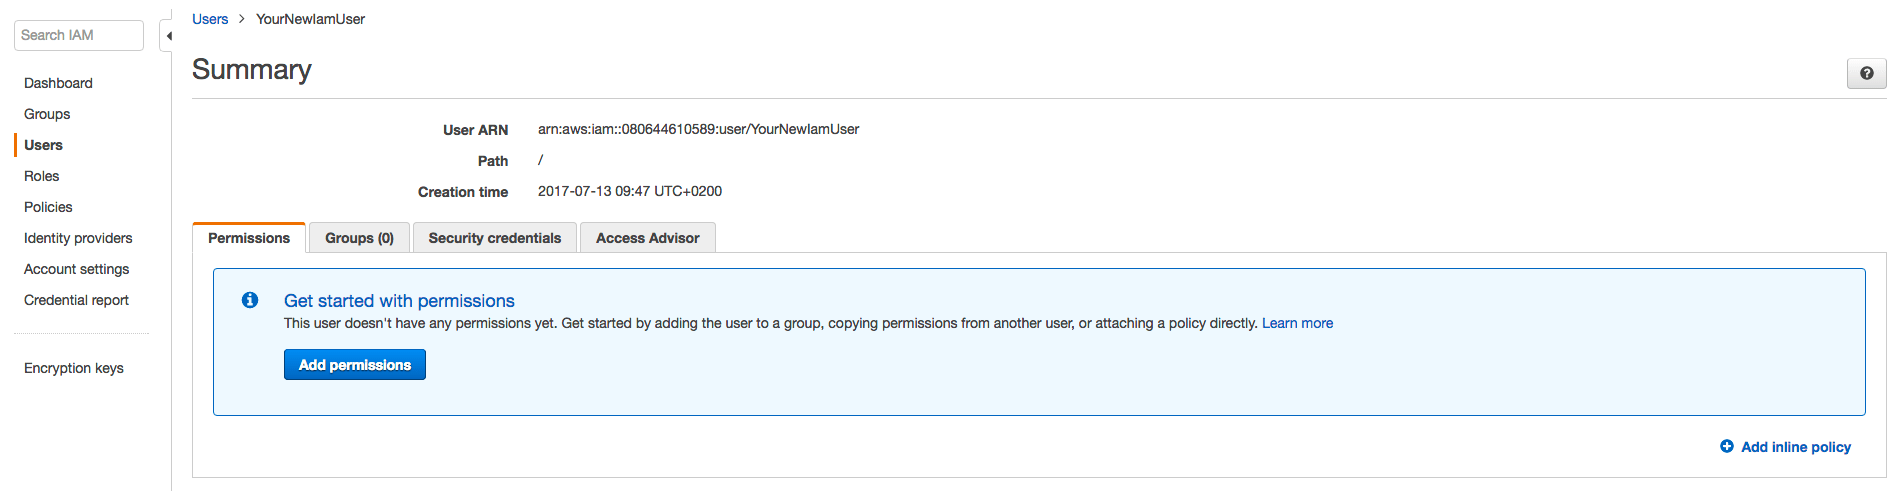 Search IAM
Dashboard
Groups
Users
Roles
Policies
Identity providers
Account settings
Credential report
Encryption keys
Users > YourNewIamUser
Summary
User ARN arn:aws:iam::080644610589:user/YourNewIamUser
Path /
Creation time 2017-07-13 09:47 UTC+0200
Permissions Groups (0) Security credentials Access Advisor
Get started with permissions
This user doesn't have any permissions yet. Get started by adding the user to a group, copying permissions from another user, or attaching a policy directly. Learn more
Add permissions
Add inline policy